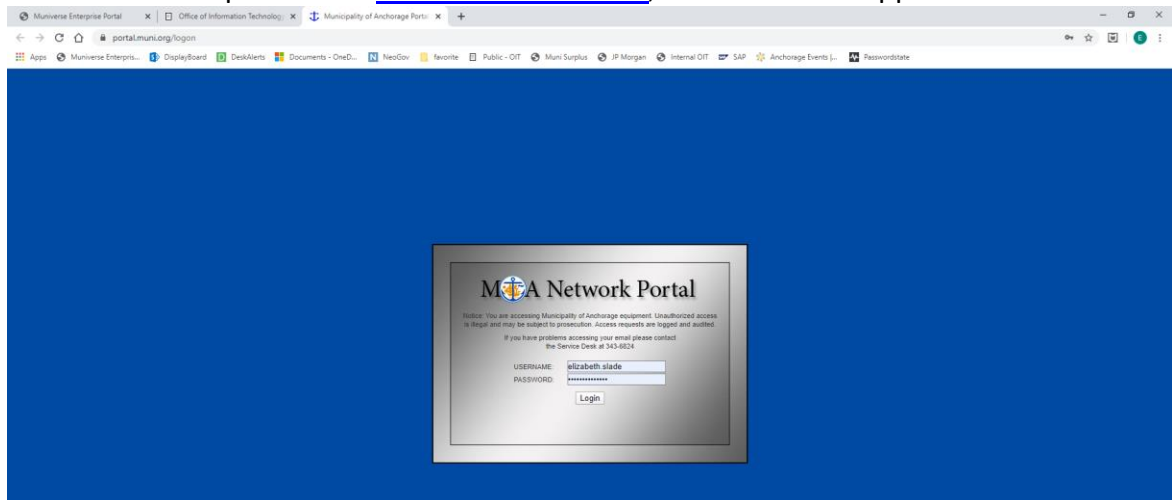 Muniverse Enterprise Portal
Office of Information Technology
Municipality of Anchorage Porta
portal.muni.org/logon
Apps Muniverse Enterpris... DisplayBoard DeskAlerts Documents - OneD... NeoGov favorite Public - OIT Muni Surplus JP Morgan Internal OIT SAP Anchorage Events |... Passwordstate
MOA Network Portal
Notice: You are accessing Municipality of Anchorage equipment. Unauthorized access
is illegal and may be subject to prosecution. Access requests are logged and audited.
If you have problems accessing your email please contact
the Service Desk at 343-6824
USERNAME: elizabeth.slade
PASSWORD: ••••••••••••••
Login